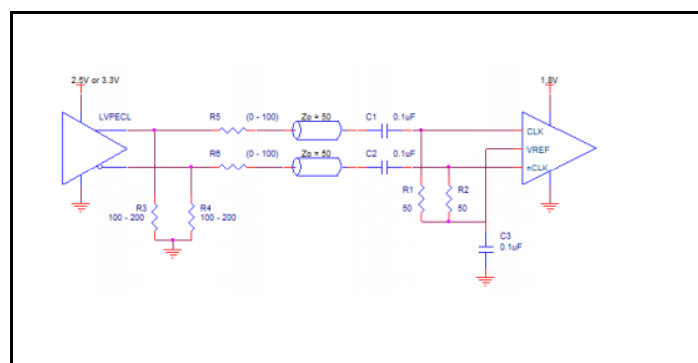 2.5V or 3.3V
1.8V
LVPECL
R5 (0 - 100) Zo = 50 C1 0.1uF
CLK
VREF
R6 (0 - 100) Zo = 50 C2 0.1uF
nCLK
R1
50
R2
50
R3
100 - 200
R4
100 - 200
C3
0.1uF